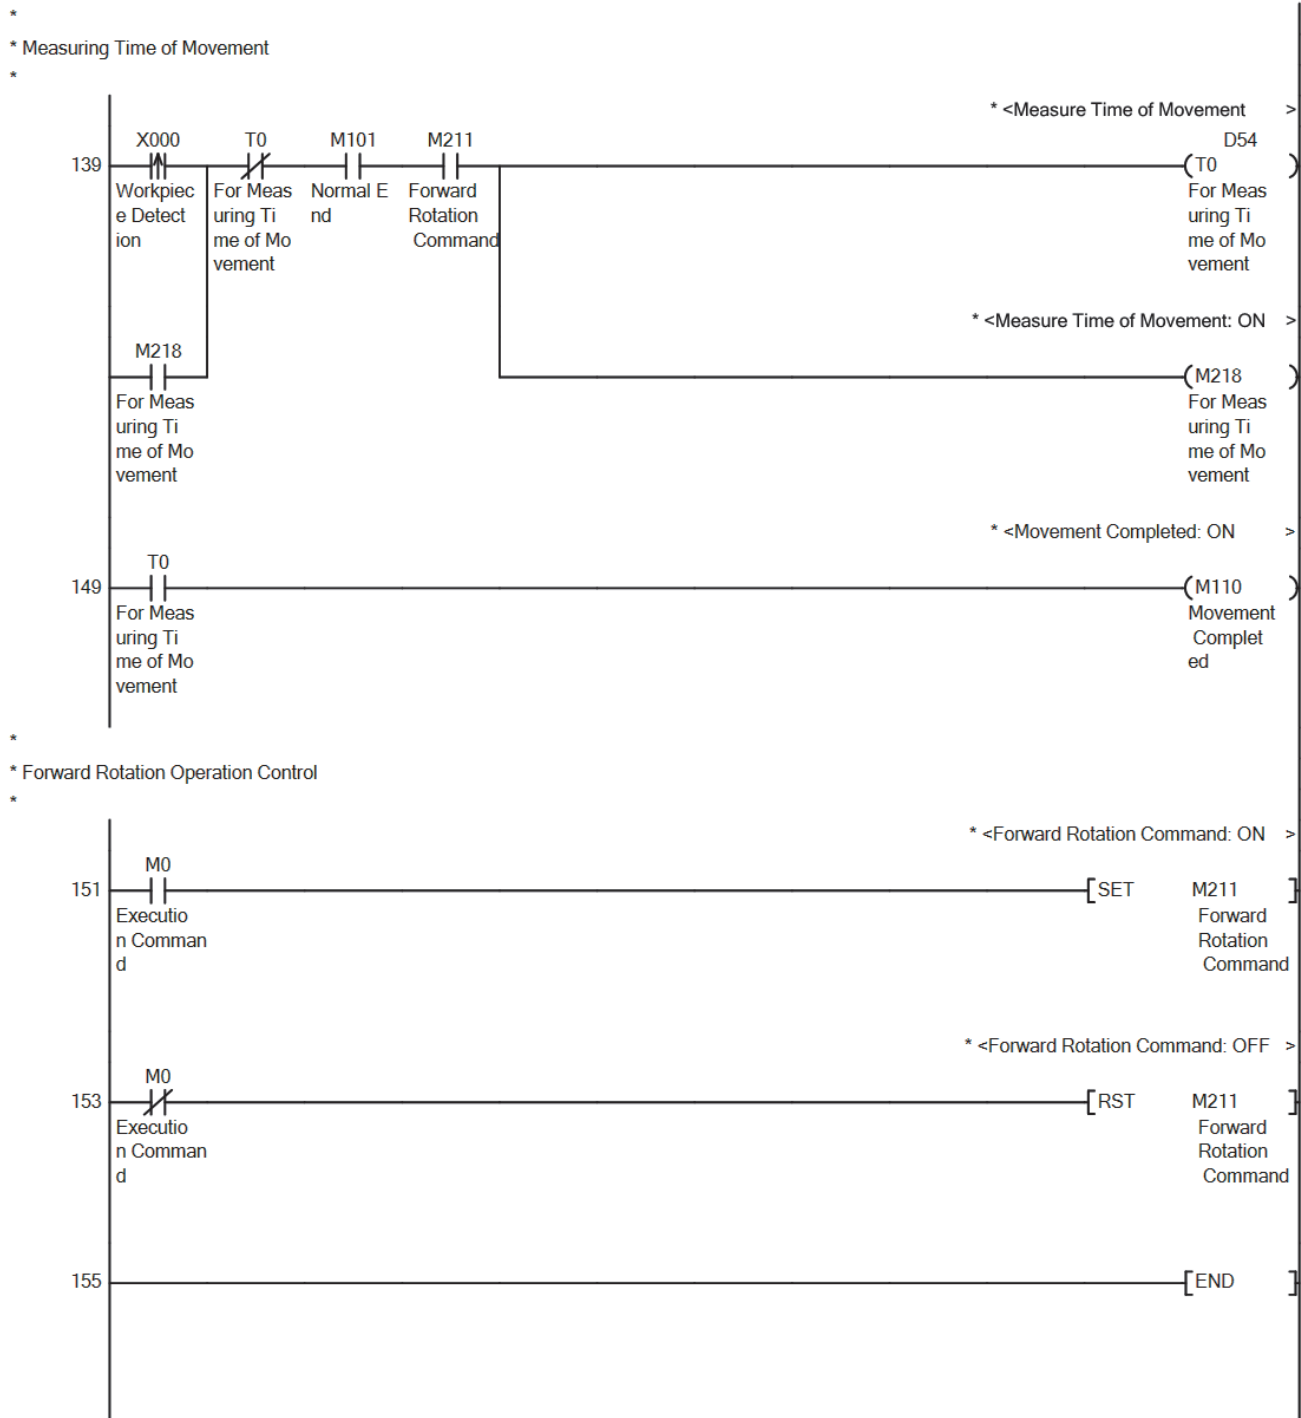 *
* Measuring Time of Movement
*
* <Measure Time of Movement >
X000 T0 M101 M211 D54
139 T0
Workpiec For Meas Normal E Forward For Meas
e Detect uring Ti nd Rotation uring Ti
ion me of Mo Command me of Mo
vement vement
* <Measure Time of Movement: ON >
M218
M218
For Meas For Meas
uring Ti uring Ti
me of Mo me of Mo
vement vement
* <Movement Completed: ON >
T0
149 M110
For Meas Movement
uring Ti Complet
me of Mo ed
vement
*
* Forward Rotation Operation Control
*
* <Forward Rotation Command: ON >
M0
151 SET M211
Executio Forward
n Comman Rotation
d Command
* <Forward Rotation Command: OFF >
M0
153 RST M211
Executio Forward
n Comman Rotation
d Command
155 END